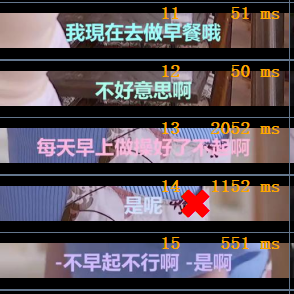 11 51 ms
我現在去做早餐哦
12 50 ms
不好意思啊
13 2052 ms
每天早上做學好了不起啊
14 1152 ms
是呢
15 551 ms
-不早起不行啊 -是啊